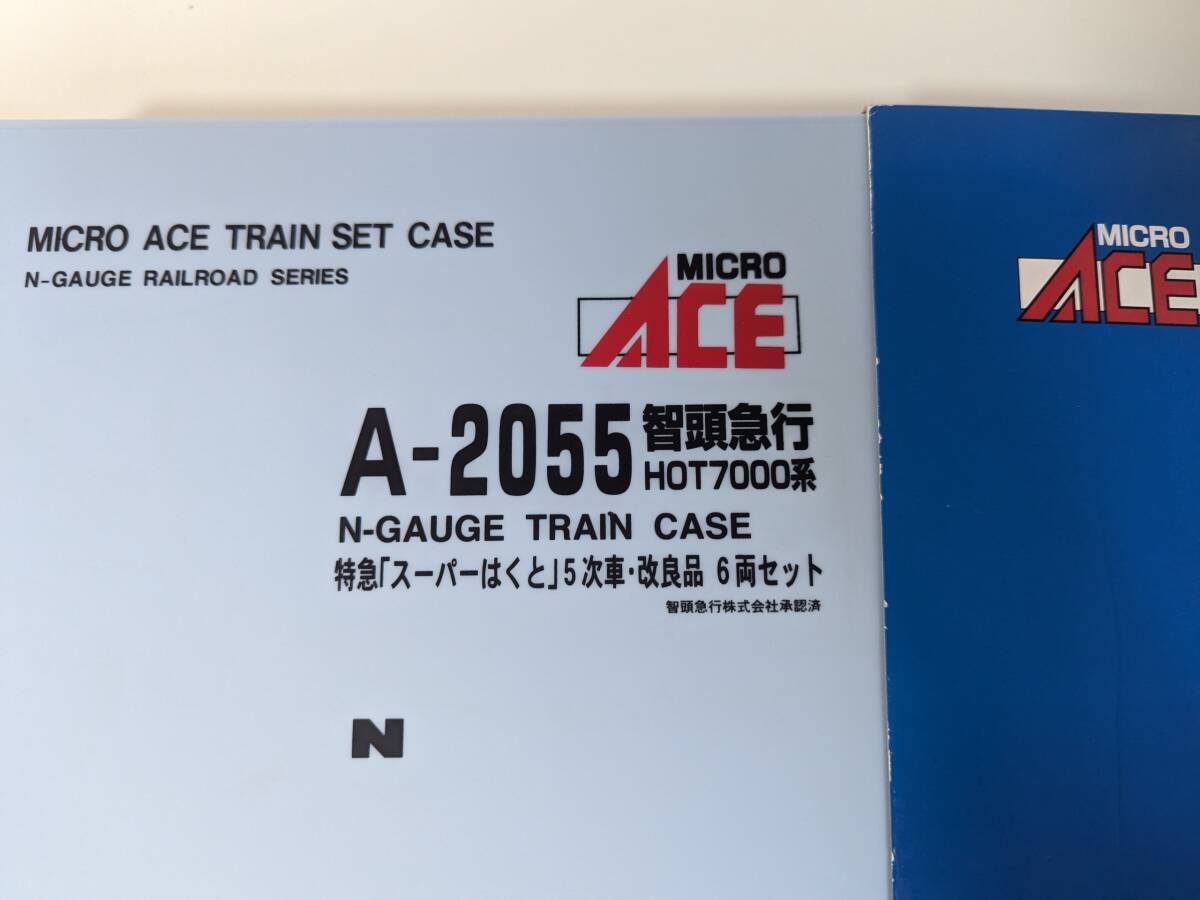 MICRO ACE TRAIN SET CASE
N-GAUGE RAILROAD SERIES
MICRO
ACE
A-2055
智頭急行
HOT7000系
N-GAUGE TRAIN CASE
特急「スーパーはくと」5次車・改良品 6両セット
智頭急行株式会社承認済
N
MICRO
ACE